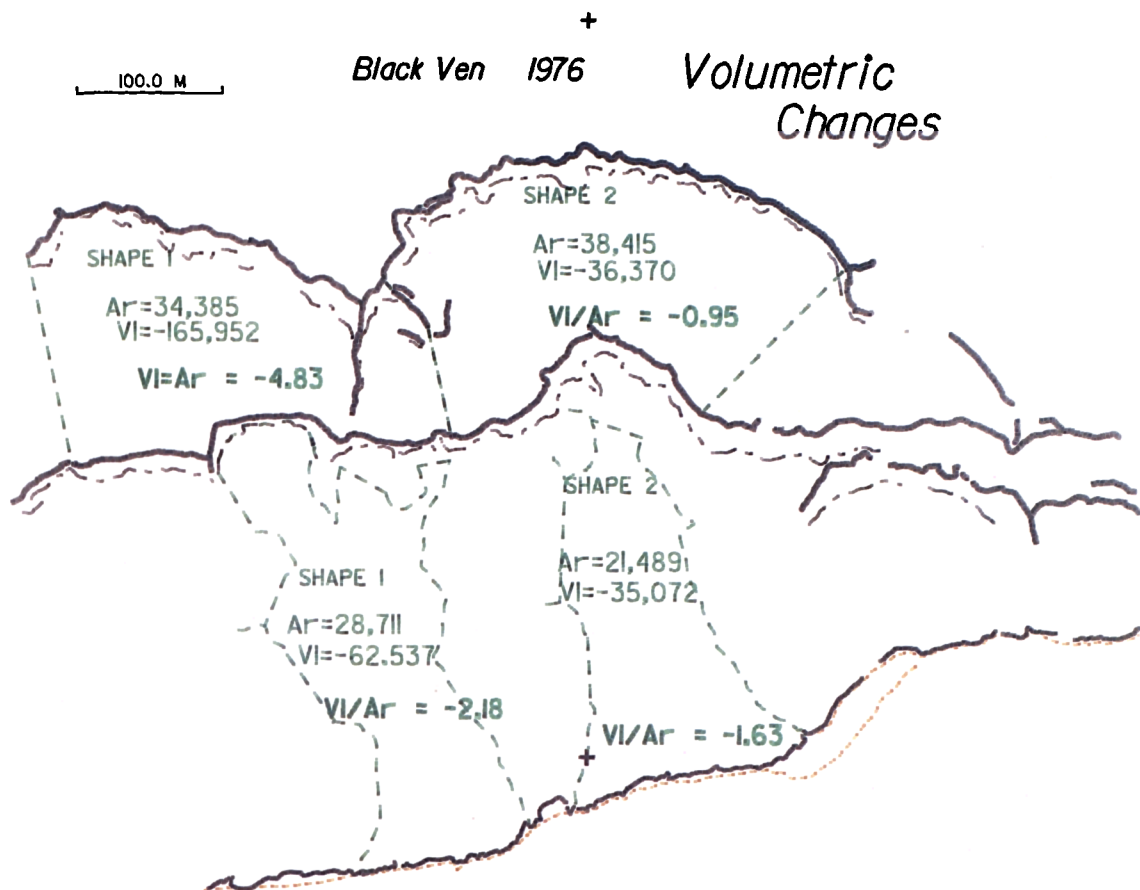 100.0 M
Black Ven 1976
Volumetric
Changes
SHAPE 1
Ar=34,385
Vl=-165,952
Vl=Ar = -4.83
SHAPE 2
Ar=38,415
Vl=-36,370
Vl/Ar = -0.95
SHAPE 1
Ar=28,711
Vl=-62.537
Vl/Ar = -2.18
SHAPE 2
Ar=21,489
Vl=-35,072
Vl/Ar = -1.63